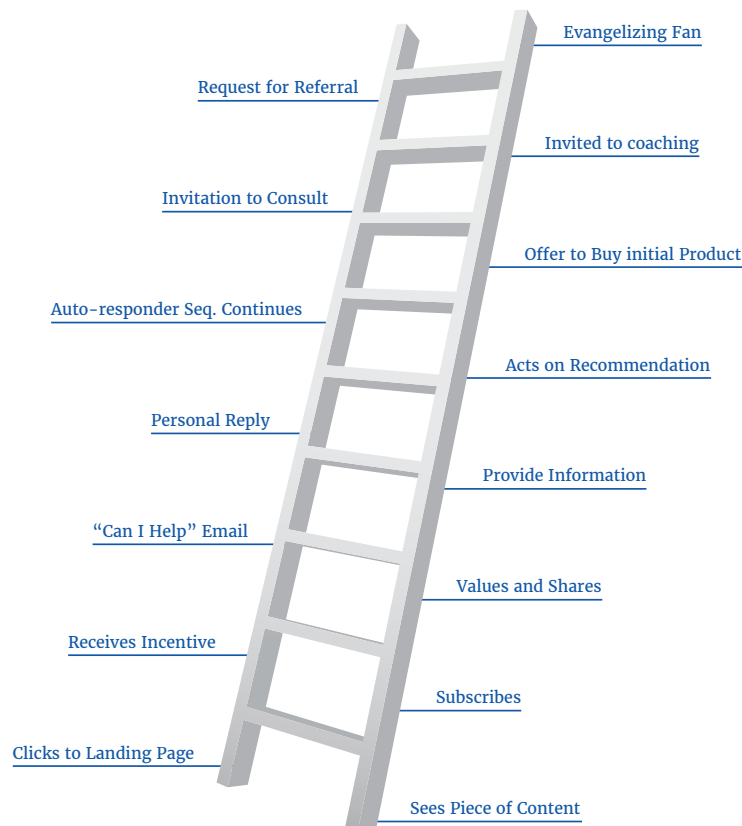 Evangelizing Fan
Request for Referral
Invited to coaching
Invitation to Consult
Offer to Buy initial Product
Auto-responder Seq. Continues
Acts on Recommendation
Personal Reply
Provide Information
“Can I Help” Email
Values and Shares
Receives Incentive
Subscribes
Clicks to Landing Page
Sees Piece of Content